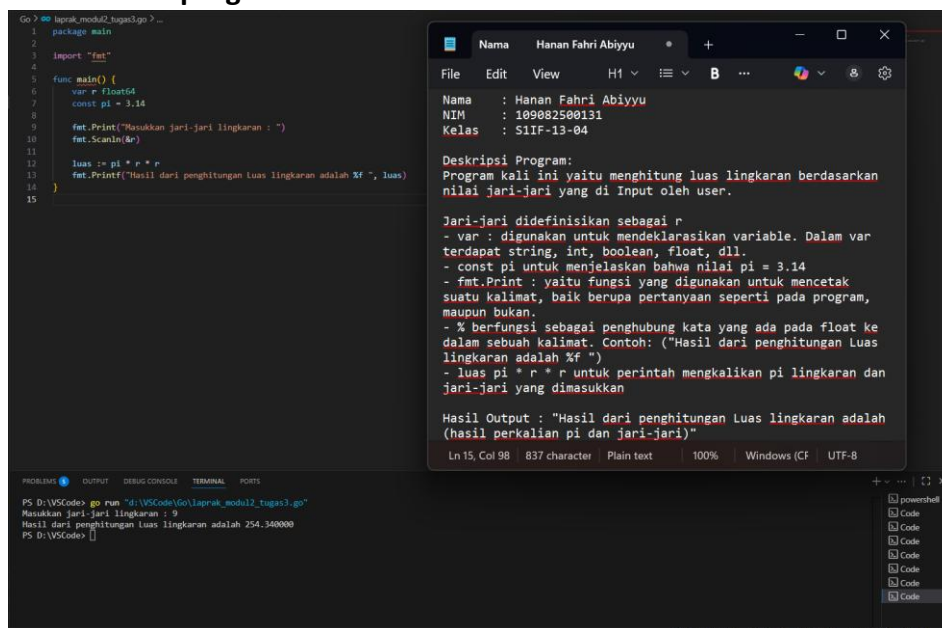 Go > laprak_modul2_tugas3.go > ...
1 package main
2
3 import "fmt"
4
5 func main() {
6 var r float64
7 const pi = 3.14
8
9 fmt.Print("Masukkan jari-jari lingkaran : ")
10 fmt.Scanln(&r)
11
12 luas := pi * r * r
13 fmt.Printf("Hasil dari penghitungan Luas lingkaran adalah %f ", luas)
14 }
15
Nama Hanan Fahri Abiyyu
File Edit View H1 B ...
Nama : Hanan Fahri Abiyyu
NIM : 109082500131
Kelas : S1IF-13-04
Deskripsi Program:
Program kali ini yaitu menghitung luas lingkaran berdasarkan
nilai jari-jari yang di Input oleh user.
Jari-jari didefinisikan sebagai r
- var : digunakan untuk mendeklarasikan variable. Dalam var
terdapat string, int, boolean, float, dll.
- const pi untuk menjelaskan bahwa nilai pi = 3.14
- fmt.Print : yaitu fungsi yang digunakan untuk mencetak
suatu kalimat, baik berupa pertanyaan seperti pada program,
maupun bukan.
- % berfungsi sebagai penghubung kata yang ada pada float ke
dalam sebuah kalimat. Contoh: ("Hasil dari penghitungan Luas
lingkaran adalah %f ")
- luas pi * r * r untuk perintah mengkalikan pi lingkaran dan
jari-jari yang dimasukkan
Hasil Output : "Hasil dari penghitungan Luas lingkaran adalah
(hasil perkalian pi dan jari-jari)"
Ln 15, Col 98 837 character Plain text 100% Windows (CF UTF-8
PROBLEMS OUTPUT DEBUG CONSOLE TERMINAL PORTS
PS D:\VSCode> go run "d:\VSCode\Go\laprak_modul2_tugas3.go"
Masukkan jari-jari lingkaran : 9
Hasil dari penghitungan Luas lingkaran adalah 254.340000
PS D:\VSCode>
powershell
Code
Code
Code
Code
Code
Code
Code